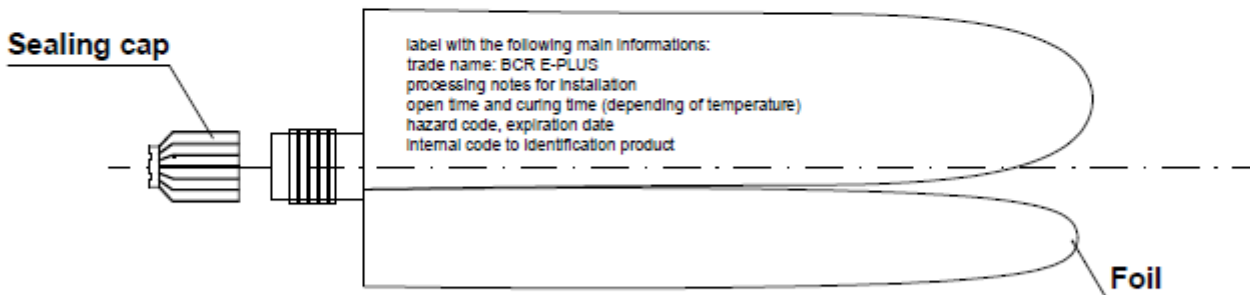 Sealing cap
label with the following main informations:
trade name: BCR E-PLUS
processing notes for installation
open time and curing time (depending of temperature)
hazard code, expiration date
internal code to identification product
Foil